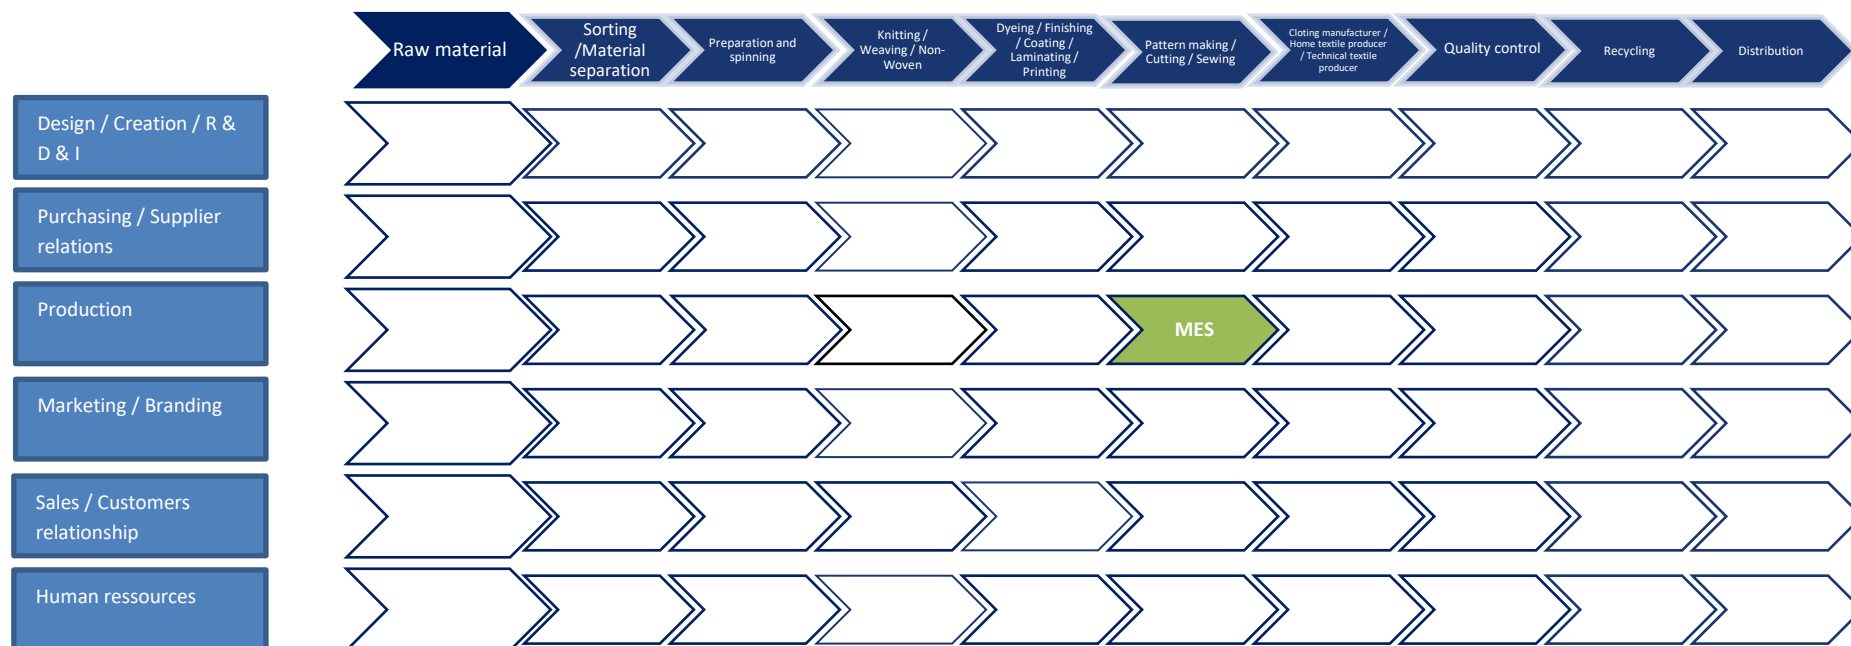 Raw material
Sorting
/Material
separation
Preparation and
spinning
Knitting /
Weaving / Non-
Woven
Dyeing / Finishing
/ Coating /
Laminating /
Printing
Pattern making /
Cutting / Sewing
Cloting manufacturer /
Home textile producer
/ Technical textile
producer
Quality control
Recycling
Distribution
Design / Creation / R &
D & I
Purchasing / Supplier
relations
Production
MES
Marketing / Branding
Sales / Customers
relationship
Human ressources